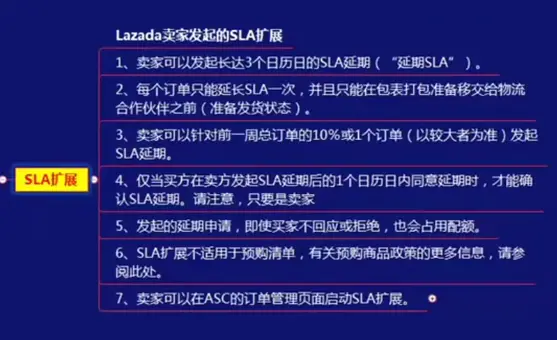 Lazada卖家发起的SLA扩展
1、卖家可以发起长达3个日历日的SLA延期（“延期SLA”）。
2、每个订单只能延长SLA一次，并且只能在包表打包准备移交给物流
合作伙伴之前（准备发货状态）。
3、卖家可以针对前一周总订单的10%或1个订单（以较大者为准）发起
SLA延期。
SLA扩展
4、仅当买方在卖方发起SLA延期后的1个日历日内同意延期时，才能确
认SLA延期。请注意，只要是卖家
5、发起的延期申请，即使买家不回应或拒绝，也会占用配额。
6、SLA扩展不适用于预购清单，有关预购商品政策的更多信息，请参
阅此处。
7、卖家可以在ASC的订单管理页面启动SLA扩展。